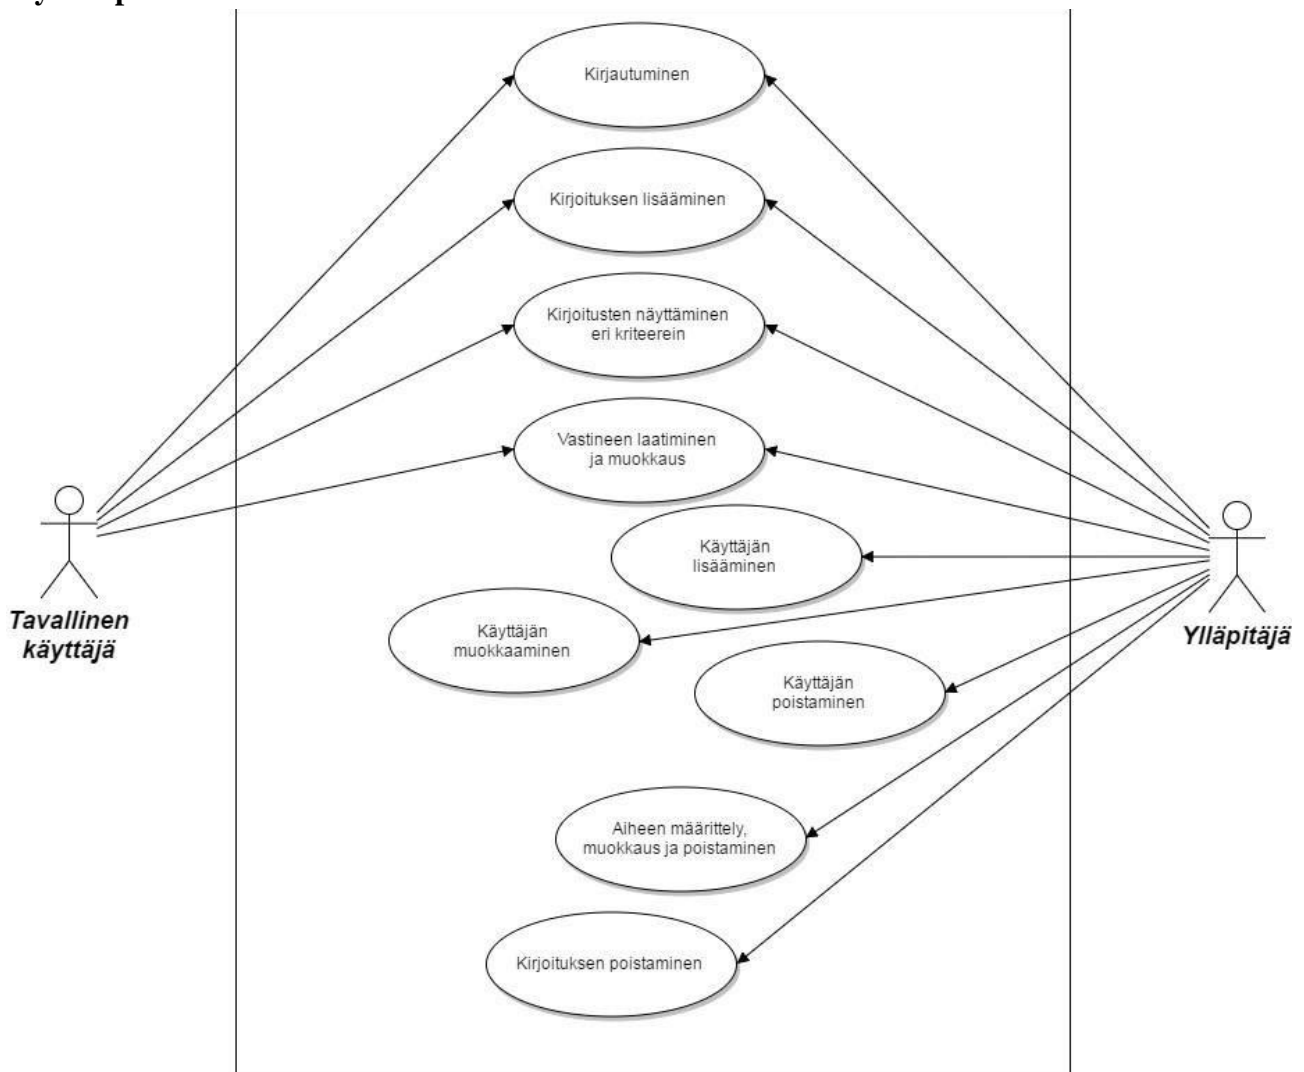 Kirjautuminen
Kirjoituksen lisääminen
Kirjoitusten näyttäminen
eri kriteerein
Vastineen laatiminen
ja muokkaus
Käyttäjän
lisääminen
Tavallinen
käyttäjä
Käyttäjän
muokkaaminen
Ylläpitäjä
Käyttäjän
poistaminen
Aiheen määrittely,
muokkaus ja poistaminen
Kirjoituksen poistaminen